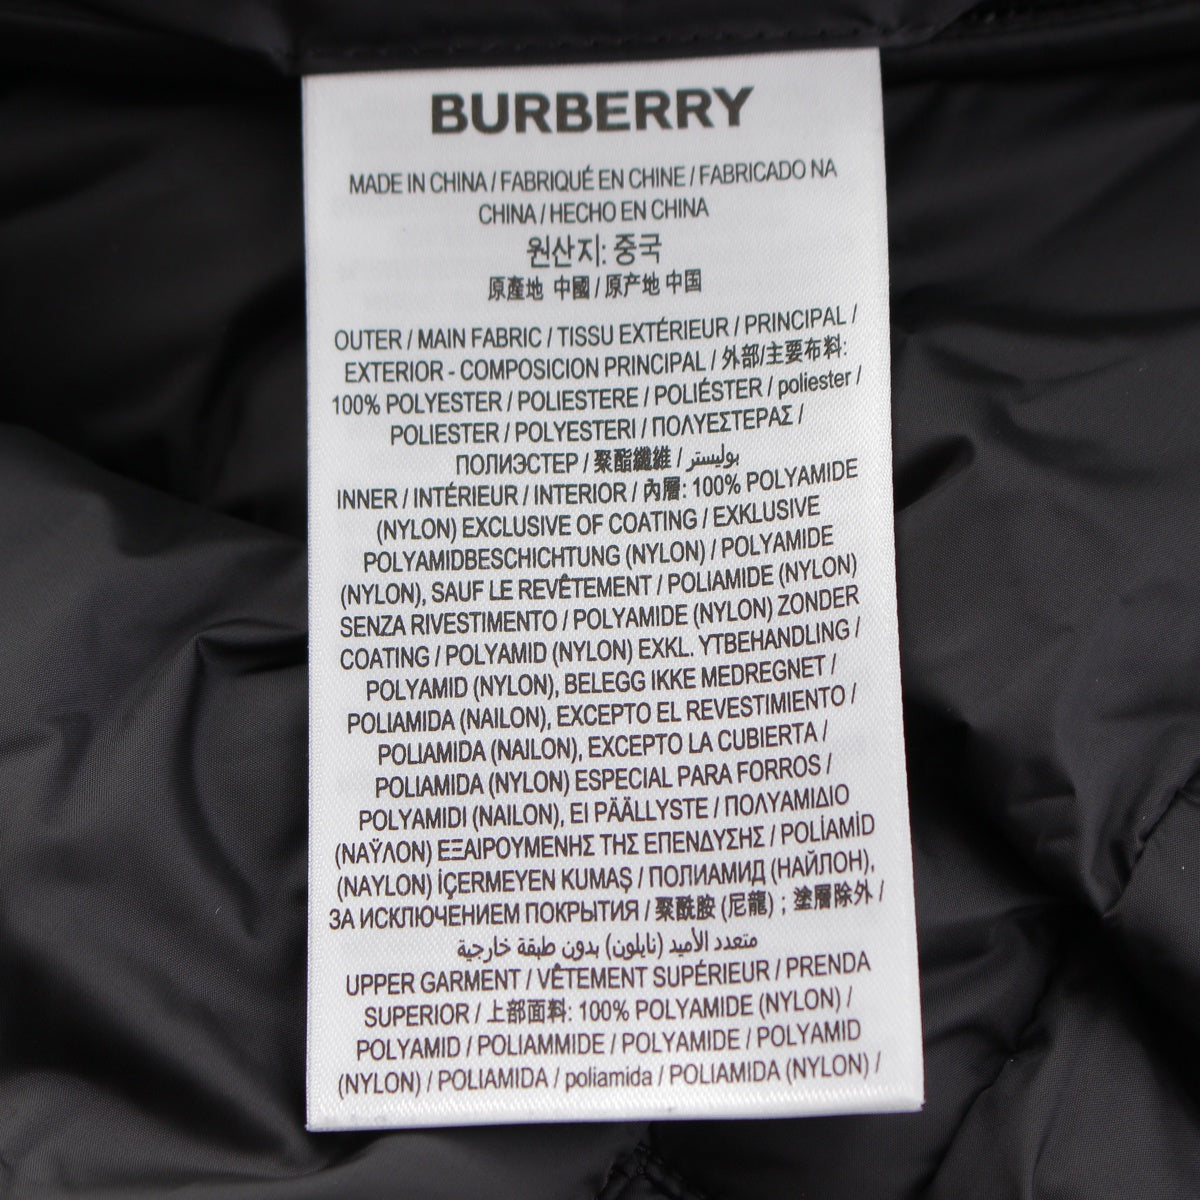 BURBERRY
MADE IN CHINA / FABRIQUÉ EN CHINE / FABRICADO NA
CHINA / HECHO EN CHINA
원산지: 중국
原產地 中國 / 原产地 中国
OUTER / MAIN FABRIC / TISSU EXTÉRIEUR / PRINCIPAL /
EXTERIOR - COMPOSICION PRINCIPAL / 外部/主要布料:
100% POLYESTER / POLIESTERE / POLIÉSTER / poliester /
POLIESTER / POLYESTERI / ΠΟΛΥΕΣΤΕΡΑΣ /
ПОЛИЭСТЕР / 聚酯纖維 / بوليستر
INNER / INTÉRIEUR / INTERIOR / 內層: 100% POLYAMIDE
(NYLON) EXCLUSIVE OF COATING / EXKLUSIVE
POLYAMIDBESCHICHTUNG (NYLON) / POLYAMIDE
(NYLON), SAUF LE REVÊTEMENT / POLIAMIDE (NYLON)
SENZA RIVESTIMENTO / POLYAMIDE (NYLON) ZONDER
COATING / POLYAMID (NYLON) EXKL. YTBEHANDLING /
POLYAMID (NYLON), BELEGG IKKE MEDREGNET /
POLIAMIDA (NAILON), EXCEPTO EL REVESTIMIENTO /
POLIAMIDA (NAILON), EXCEPTO LA CUBIERTA /
POLIAMIDA (NYLON) ESPECIAL PARA FORROS /
POLYAMIDI (NAILON), EI PÄÄLLYSTE / ΠΟΛΥΑΜΙΔΙΟ
(ΝΑΫΛΟΝ) ΕΞΑΙΡΟΥΜΕΝΗΣ ΤΗΣ ΕΠΕΝΔΥΣΗΣ / POLİAMİD
(NAYLON) İÇERMEYEN KUMAŞ / ПОЛИАМИД (НАЙЛОН),
ЗА ИСКЛЮЧЕНИЕМ ПОКРЫТИЯ / 聚酰胺 (尼龍) ; 塗層除外 /
متعدد الأميد (نايلون) بدون طبقة خارجية
UPPER GARMENT / VÊTEMENT SUPÉRIEUR / PRENDA
SUPERIOR / 上部面料: 100% POLYAMIDE (NYLON) /
POLYAMID / POLIAMMIDE / POLYAMIDE / POLYAMID
(NYLON) / POLIAMIDA / poliamida / POLIAMIDA (NYLON) /